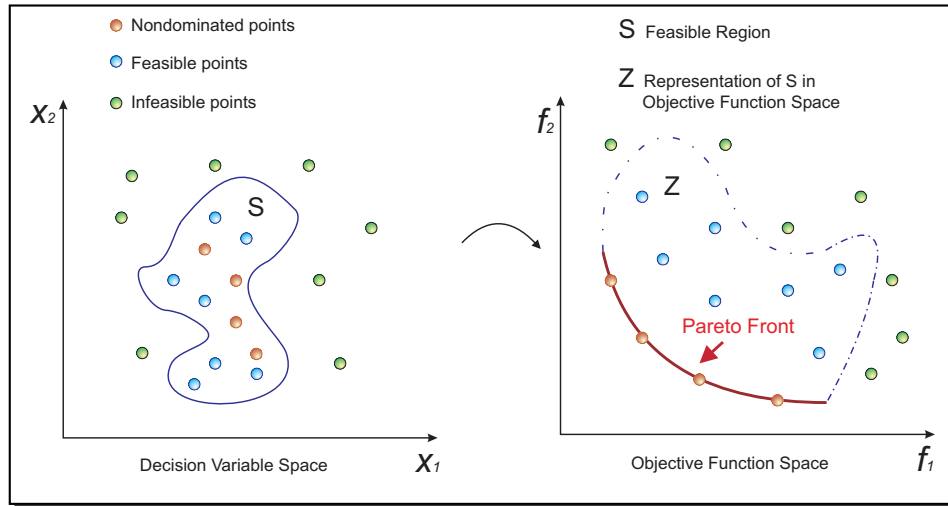 Nondominated points
Feasible points
Infeasible points
S Feasible Region
Z Representation of S in
Objective Function Space
X2
S
X1
Decision Variable Space
f2
Z
Pareto Front
f1
Objective Function Space